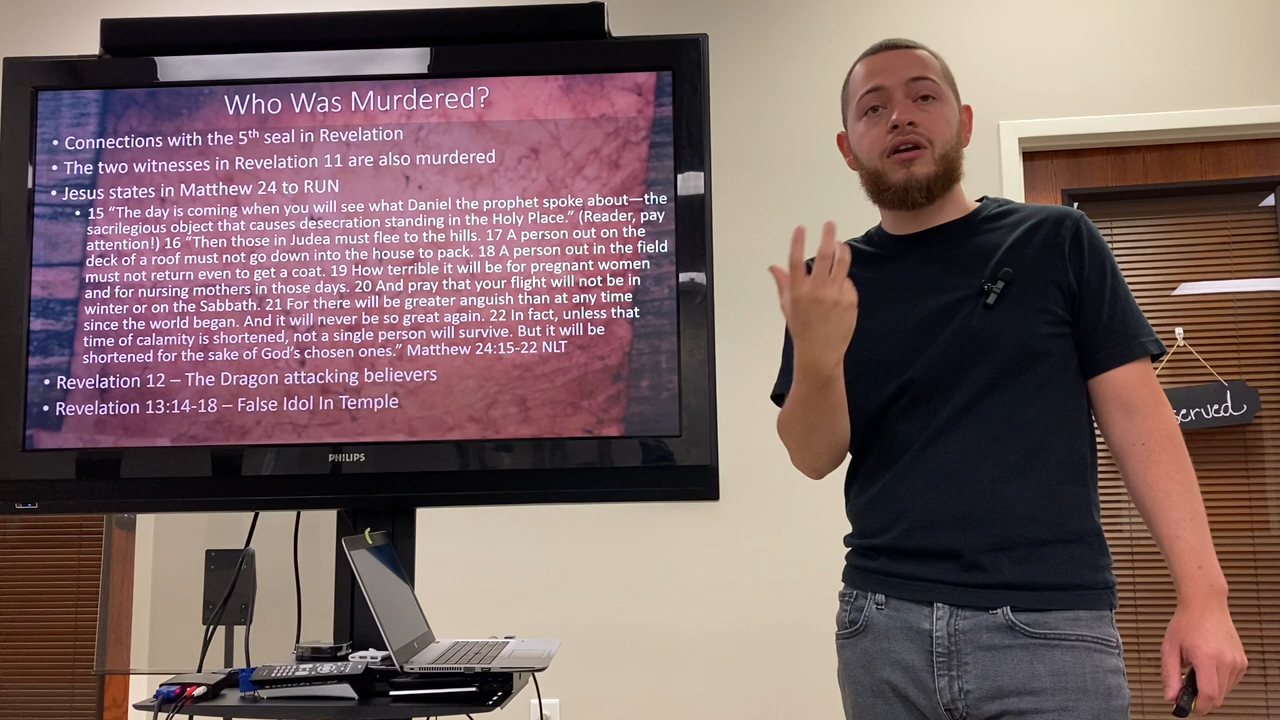 Who Was Murdered?
• Connections with the 5th seal in Revelation
• The two witnesses in Revelation 11 are also murdered
• Jesus states in Matthew 24 to RUN
• 15 “The day is coming when you will see what Daniel the prophet spoke about—the
sacrilegious object that causes desecration standing in the Holy Place.” (Reader, pay
attention!) 16 “Then those in Judea must flee to the hills. 17 A person out on the
deck of a roof must not go down into the house to pack. 18 A person out in the field
must not return even to get a coat. 19 How terrible it will be for pregnant women
and for nursing mothers in those days. 20 And pray that your flight will not be in
winter or on the Sabbath. 21 For there will be greater anguish than at any time
since the world began. And it will never be so great again. 22 In fact, unless that
time of calamity is shortened, not a single person will survive. But it will be
shortened for the sake of God’s chosen ones.” Matthew 24:15-22 NLT
• Revelation 12 – The Dragon attacking believers
• Revelation 13:14-18 – False Idol In Temple
PHILIPS